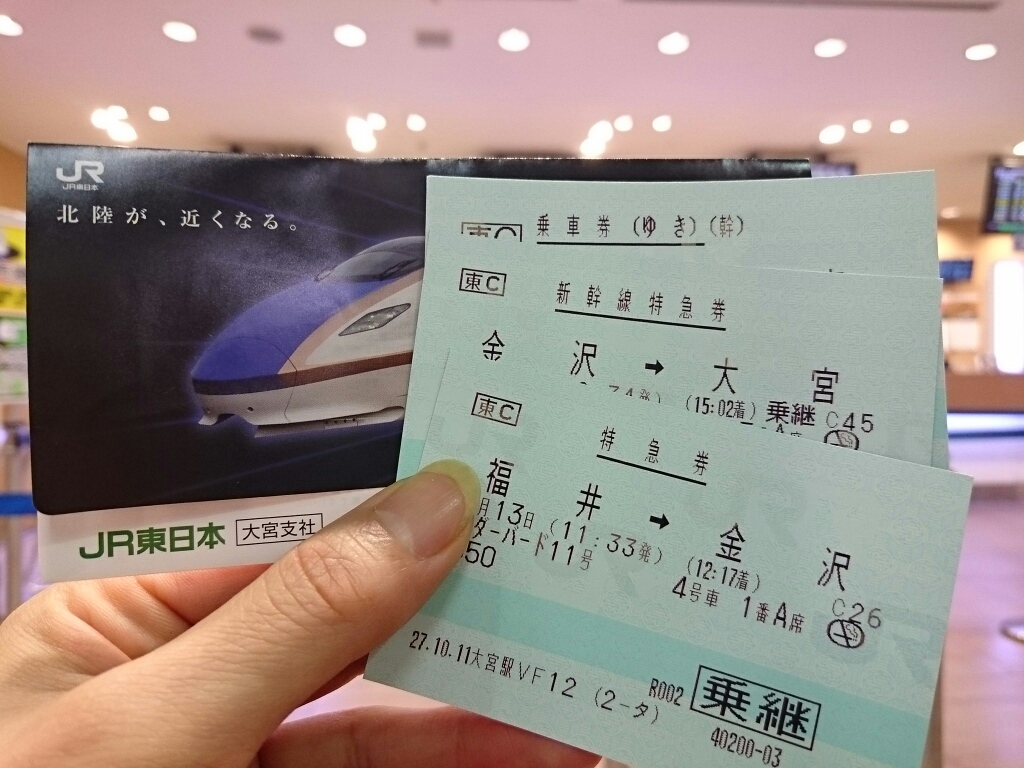 JR
JR東日本
北陸が、近くなる。
JR東日本 大宮支社
乗車券 (ゆき) (幹)
東C
新幹線特急券
金沢 → 大宮
(15:02着) 乗継 C45
東C
特急券
福井 → 金沢
月13日 (11:33発) (12:17着) C26
ダーバード11号 4号車 1番A席
50
27.10.11大宮駅VF12 (2-タ) R002 乗継
40200-03